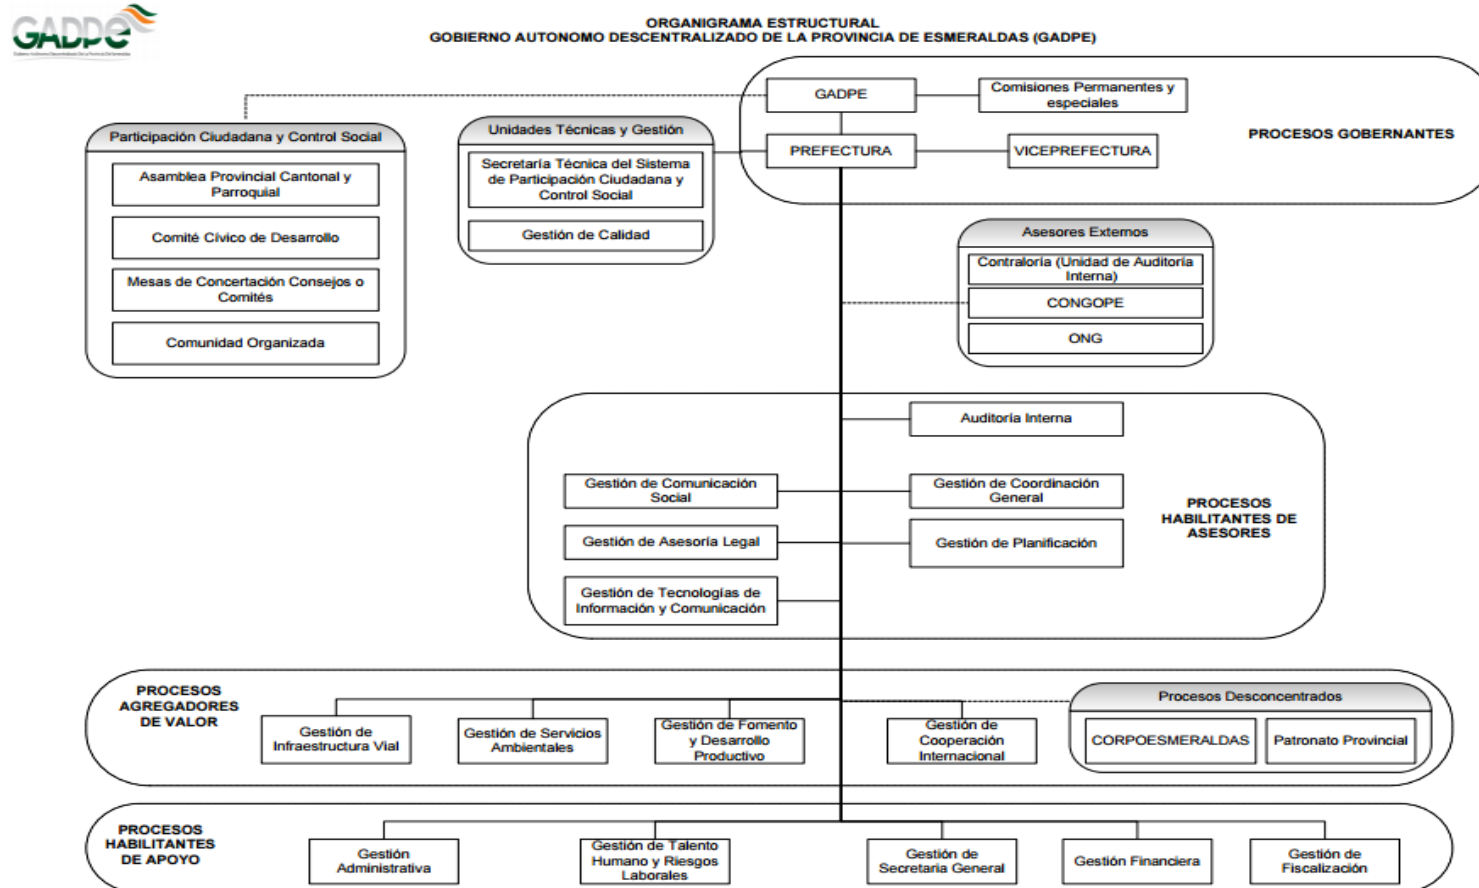 GADPE
ORGANIGRAMA ESTRUCTURAL
GOBIERNO AUTONOMO DESCENTRALIZADO DE LA PROVINCIA DE ESMERALDAS (GADPE)
GADPE
Comisiones Permanentes y
especiales
PROCESOS GOBERNANTES
PREFECTURA
VICEPREFECTURA
Participación Ciudadana y Control Social
Asamblea Provincial Cantonal y
Parroquial
Comité Cívico de Desarrollo
Mesas de Concertación Consejos o
Comités
Comunidad Organizada
Unidades Técnicas y Gestión
Secretaría Técnica del Sistema
de Participación Ciudadana y
Control Social
Gestión de Calidad
Asesores Externos
Contraloría (Unidad de Auditoría
Interna)
CONGOPE
ONG
Auditoría Interna
Gestión de Comunicación
Social
Gestión de Coordinación
General
PROCESOS
HABILITANTES DE
ASESORES
Gestión de Asesoría Legal
Gestión de Planificación
Gestión de Tecnologías de
Información y Comunicación
PROCESOS
AGREGADORES
DE VALOR
Gestión de
Infraestructura Vial
Gestión de Servicios
Ambientales
Gestión de Fomento
y Desarrollo
Productivo
Gestión de
Cooperación
Internacional
Procesos Desconcentrados
CORPOESMERALDAS
Patronato Provincial
PROCESOS
HABILITANTES
DE APOYO
Gestión
Administrativa
Gestión de Talento
Humano y Riesgos
Laborales
Gestión de
Secretaria General
Gestión Financiera
Gestión de
Fiscalización